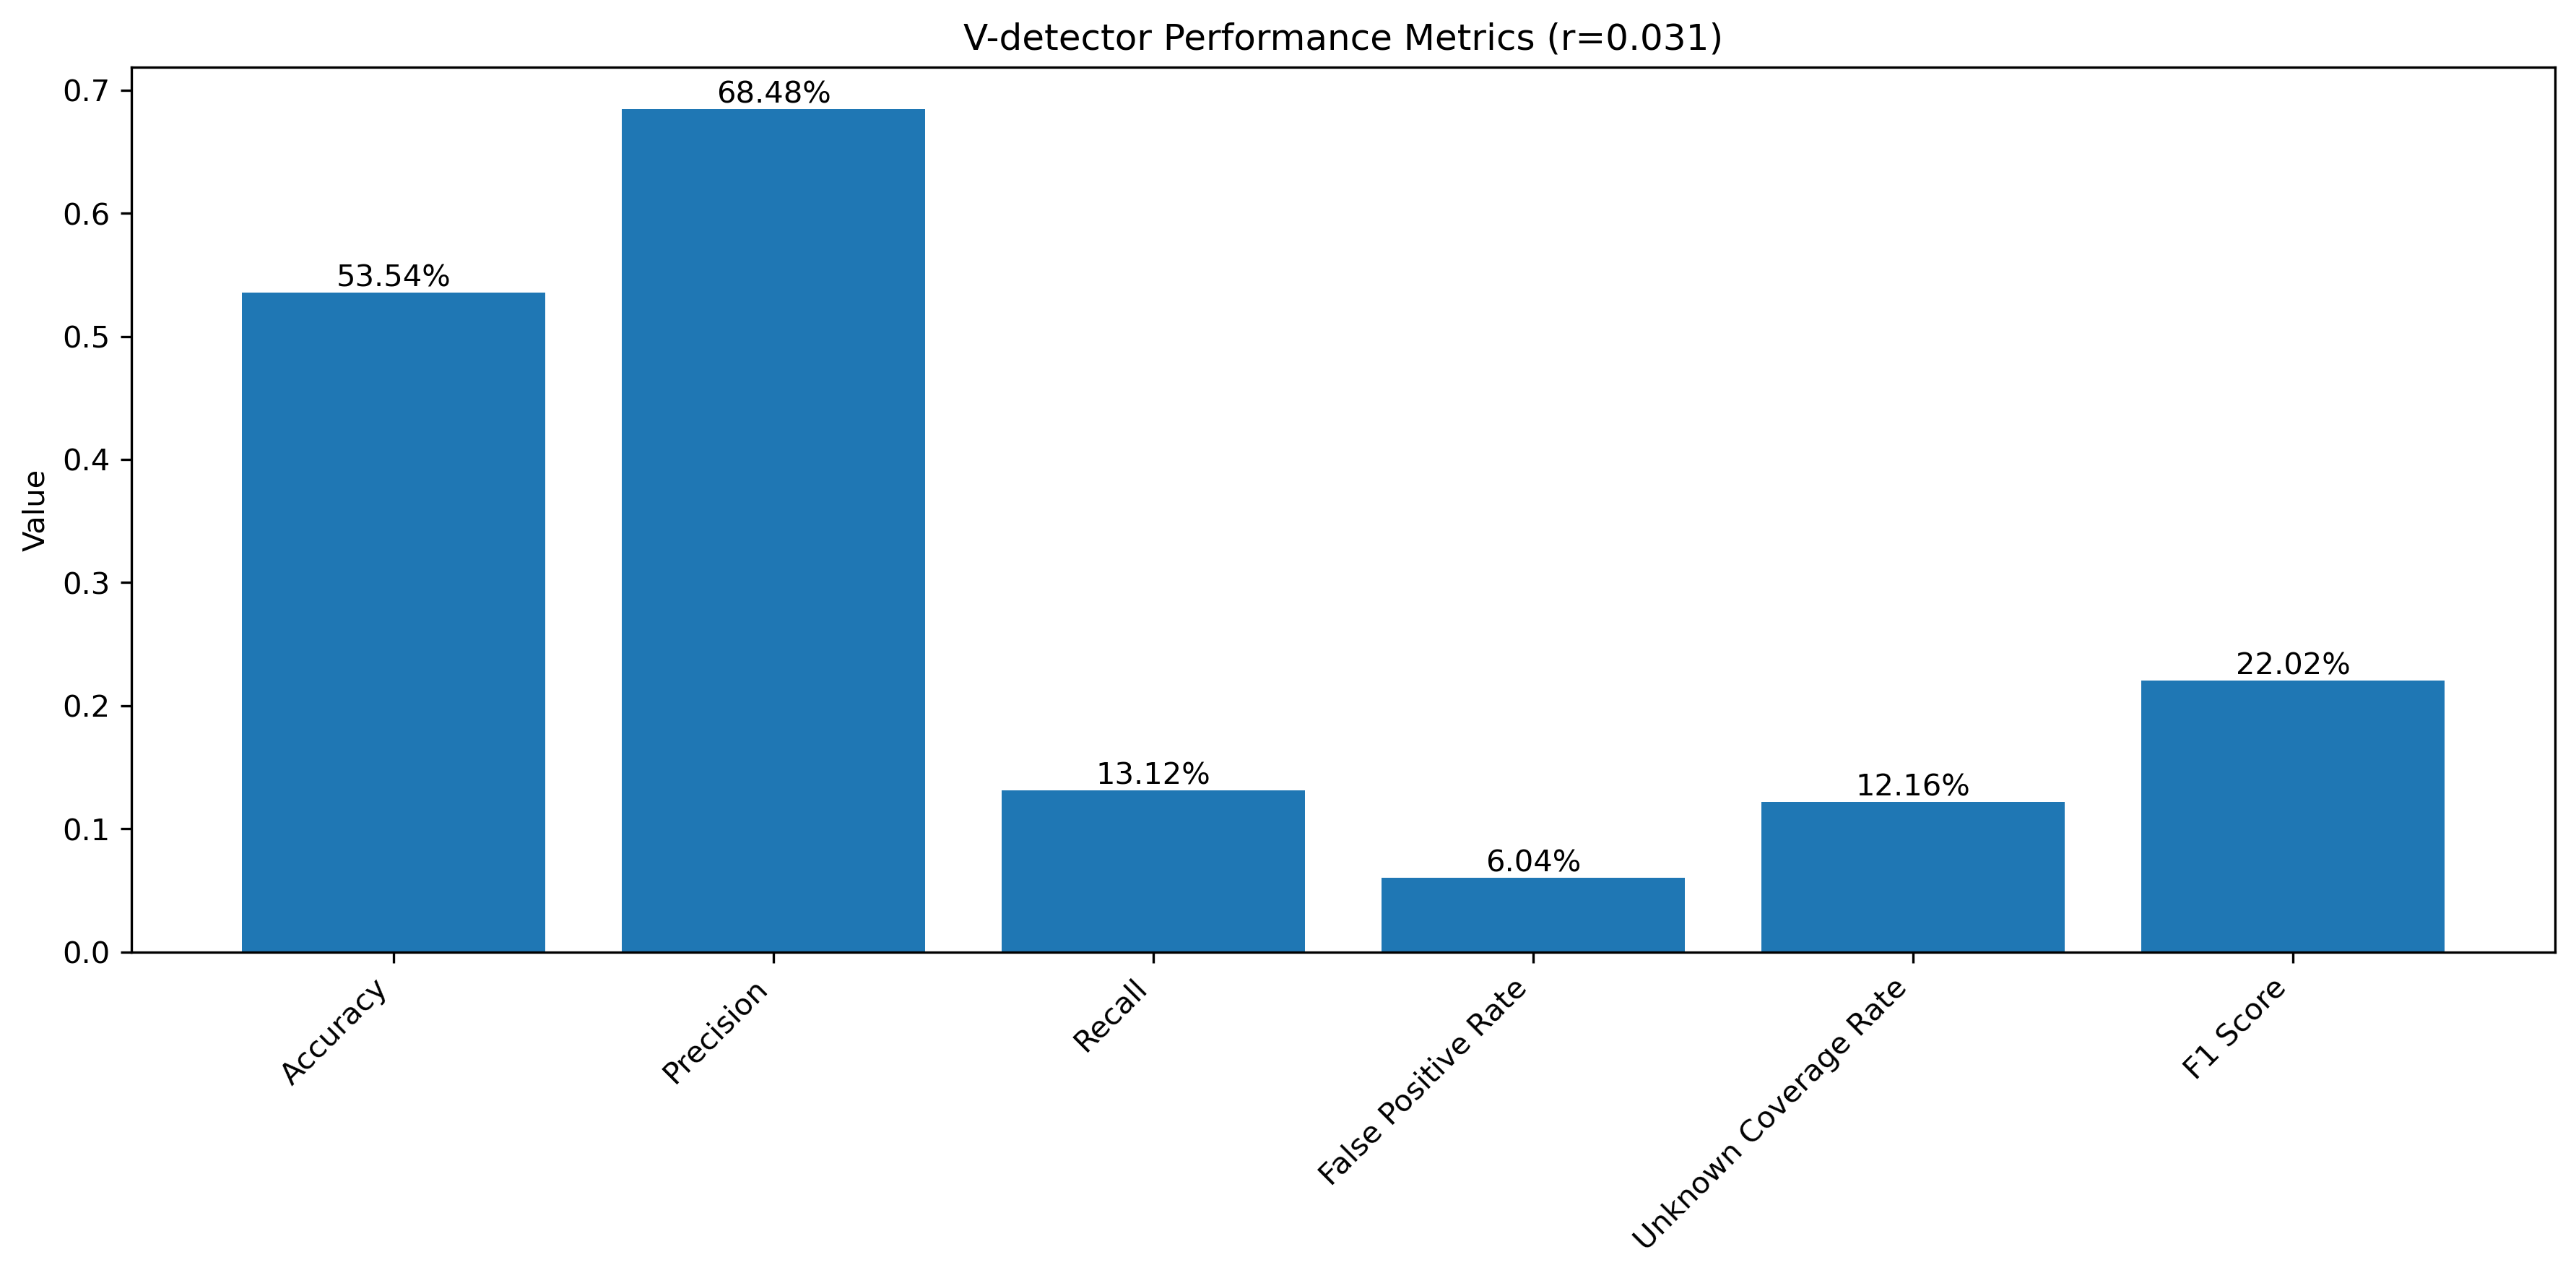 V-detector Performance Metrics (r=0.031)
Value
0.7
0.6
0.5
0.4
0.3
0.2
0.1
0.0
53.54%
68.48%
13.12%
6.04%
12.16%
22.02%
Accuracy
Precision
Recall
False Positive Rate
Unknown Coverage Rate
F1 Score